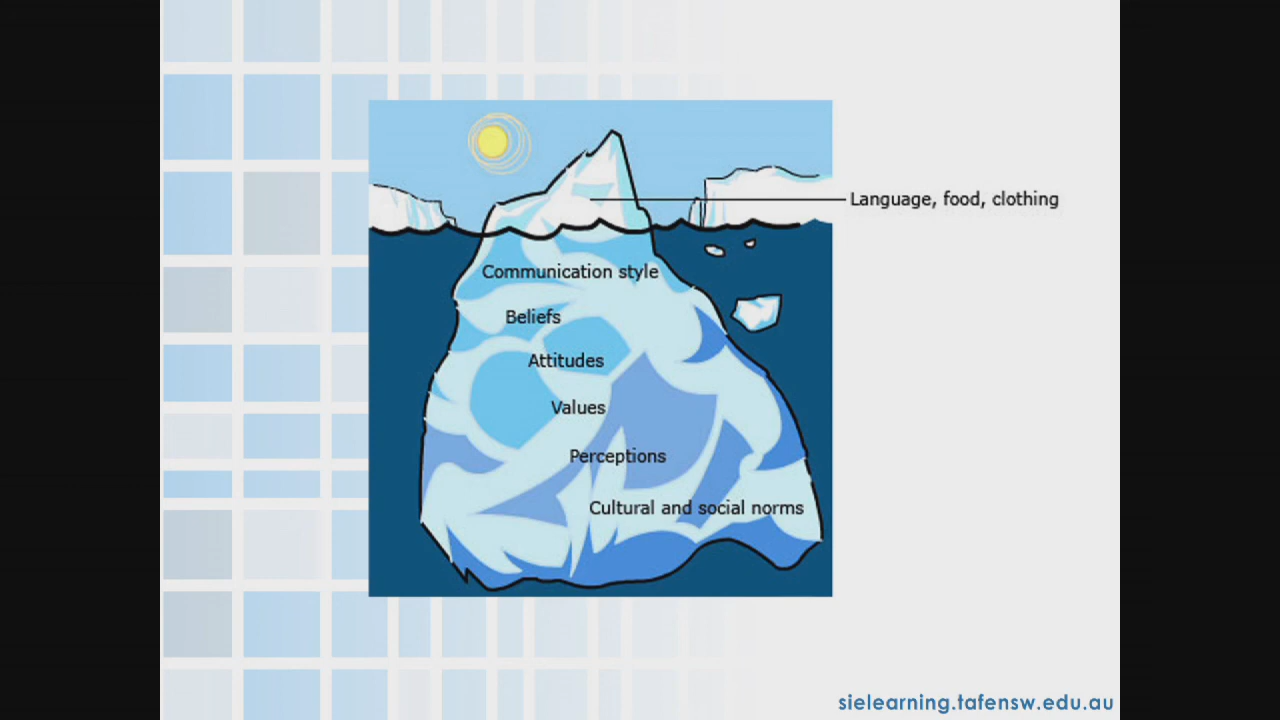 Language, food, clothing
Communication style
Beliefs
Attitudes
Values
Perceptions
Cultural and social norms
sielearning.tafensw.edu.au